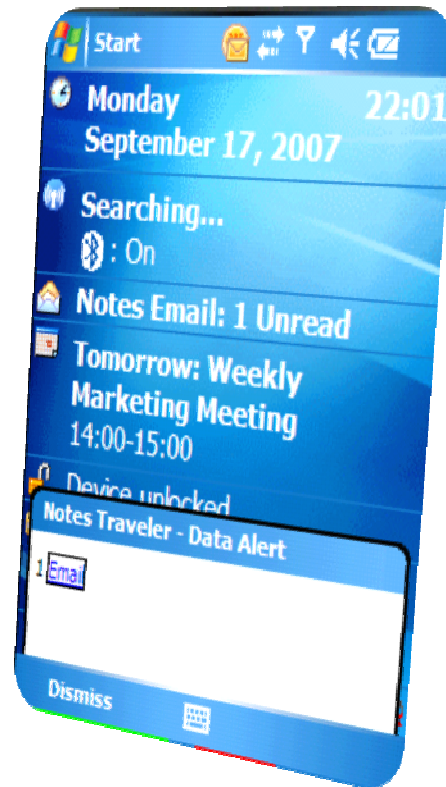 Start
Monday 22:01
September 17, 2007
Searching...
: On
Notes Email: 1 Unread
Tomorrow: Weekly
Marketing Meeting
14:00-15:00
Device unlocked
Notes Traveler - Data Alert
1 Email
Dismiss